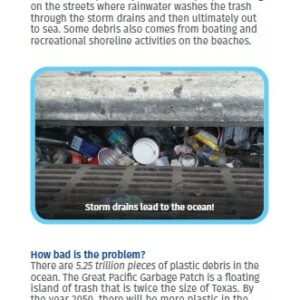 on the streets where rainwater washes the trash
through the storm drains and then ultimately out
to sea. Some debris also comes from boating and
recreational shoreline activities on the beaches.
Storm drains lead to the ocean!
How bad is the problem?
There are 5.25 trillion pieces of plastic debris in the
ocean. The Great Pacific Garbage Patch is a floating
island of trash that is twice the size of Texas. By
the year 2050, there will be more plastic in the